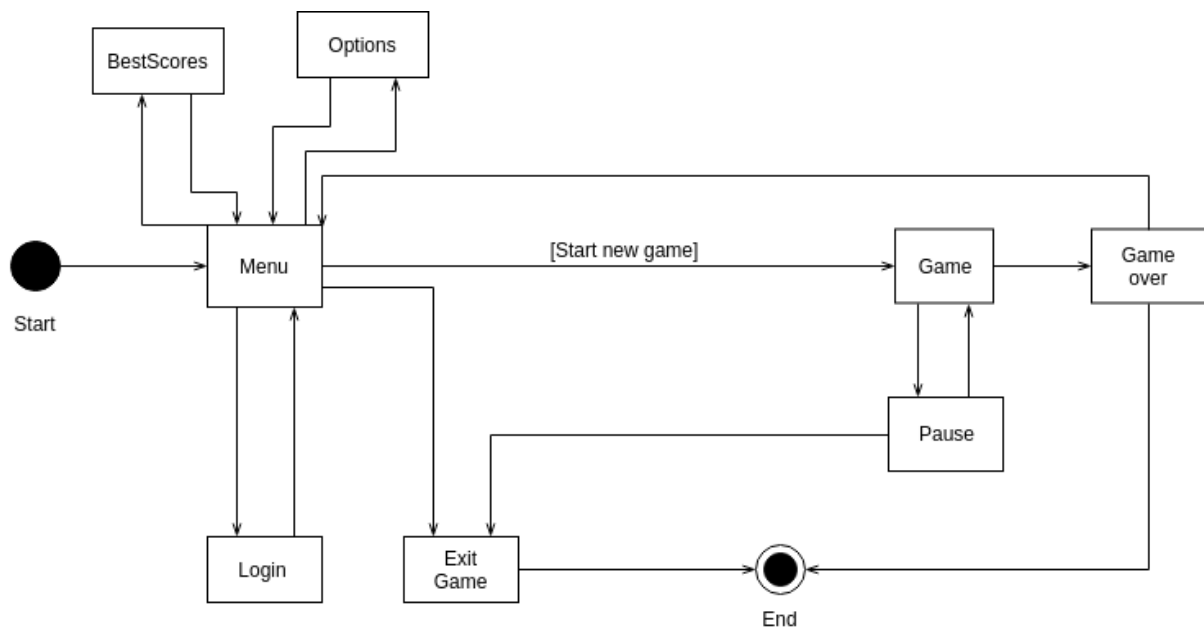 Options
BestScores
[Start new game]
Menu
Game
Game
over
Start
Pause
Login
Exit
Game
End